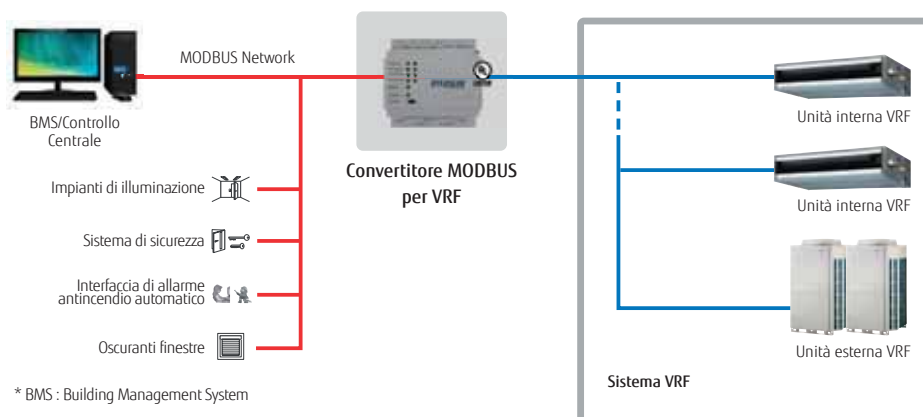 MODBUS Network
BMS/Controllo
Centrale
Convertitore MODBUS
per VRF
Impianti di illuminazione
Sistema di sicurezza
Interfaccia di allarme
antincendio automatico
Oscuranti finestre
* BMS : Building Management System
Unità interna VRF
Unità interna VRF
Unità esterna VRF
Sistema VRF